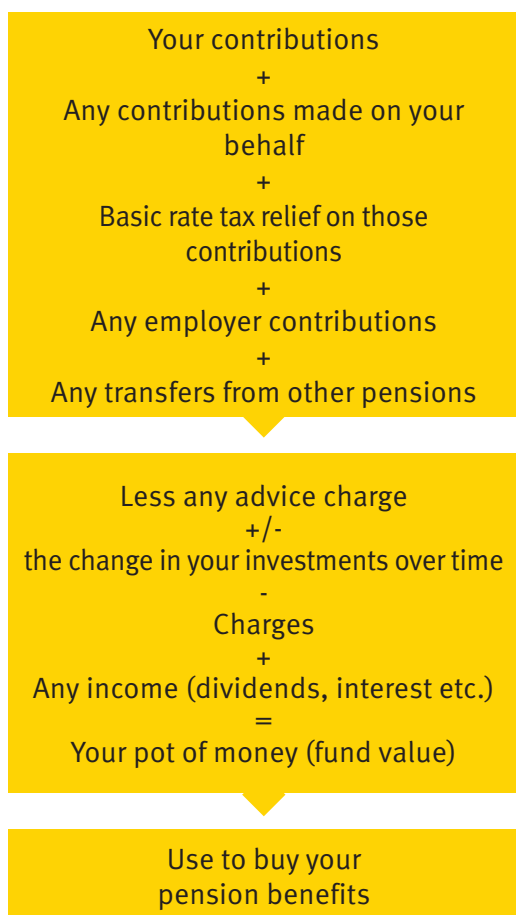 Your contributions
+
Any contributions made on your
behalf
+
Basic rate tax relief on those
contributions
+
Any employer contributions
+
Any transfers from other pensions
Less any advice charge
+/-
the change in your investments over time
-
Charges
+
Any income (dividends, interest etc.)
=
Your pot of money (fund value)
Use to buy your
pension benefits